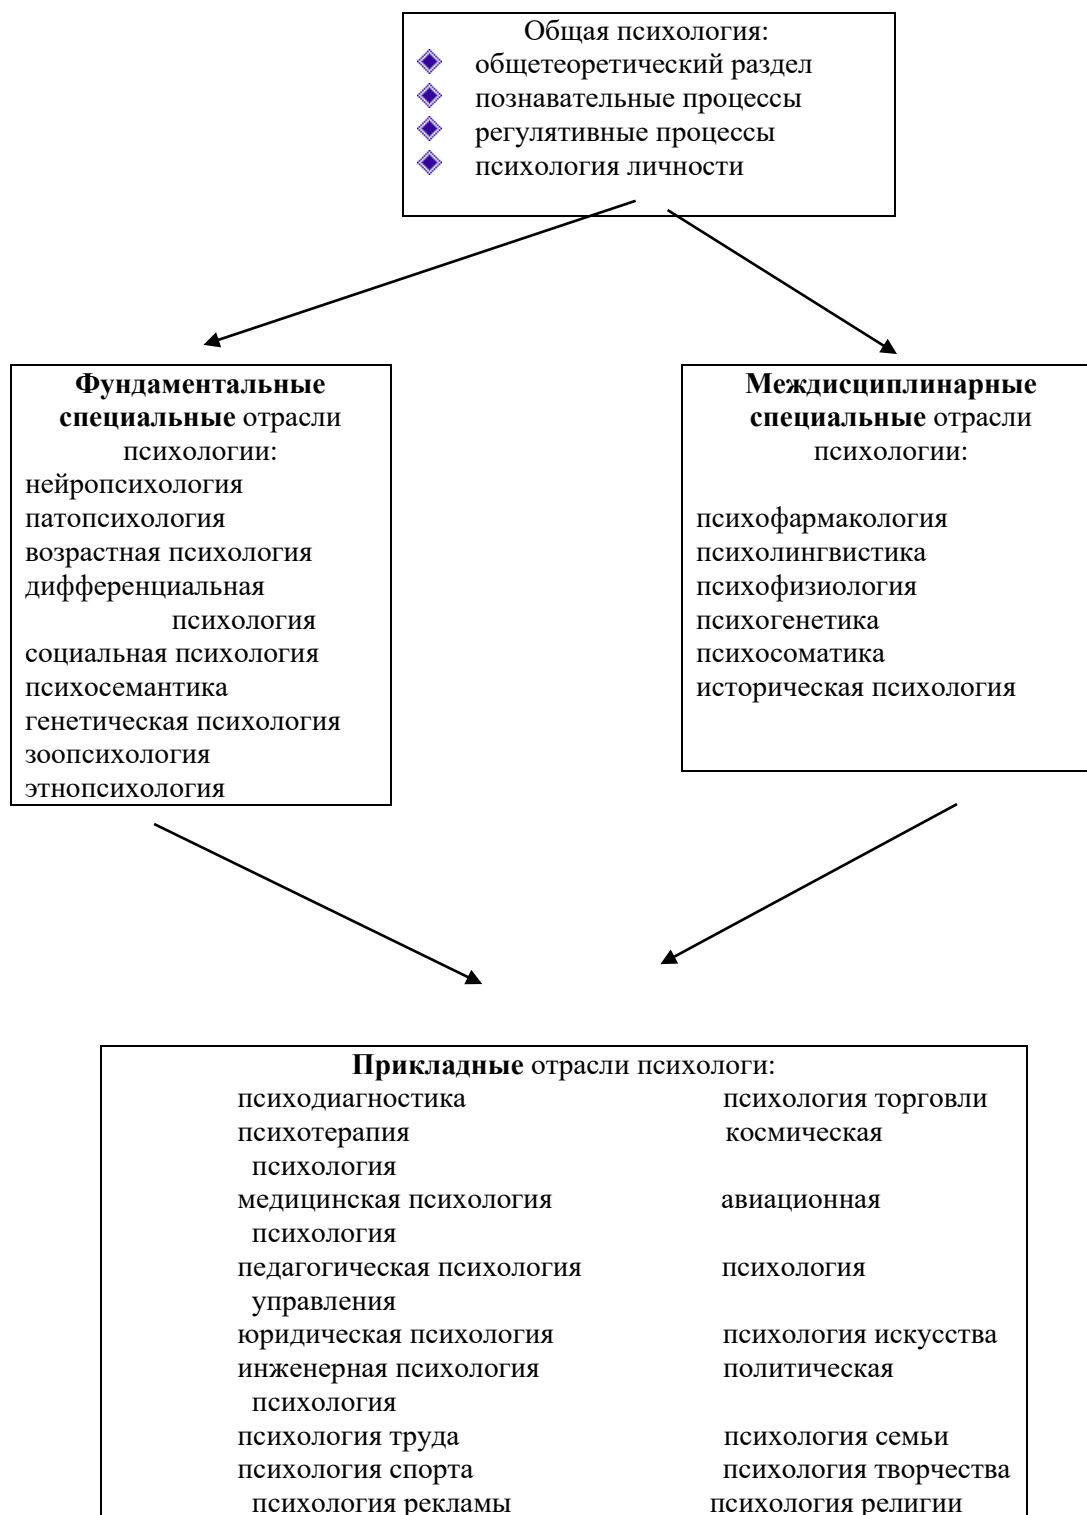 Общая психология:
общетеоретический раздел
познавательные процессы
регулятивные процессы
психология личности
Фундаментальные
специальные отрасли
психологии:
нейропсихология
патопсихология
возрастная психология
дифференциальная
психология
социальная психология
психосемантика
генетическая психология
зоопсихология
этнопсихология
Междисциплинарные
специальные отрасли
психологии:
психофармакология
психолингвистика
психофизиология
психогенетика
психосоматика
историческая психология
Прикладные отрасли психологи:
психодиагностика психология торговли
психотерапия космическая
психология
медицинская психология авиационная
психология
педагогическая психология психология
управления
юридическая психология психология искусства
инженерная психология политическая
психология
психология труда психология семьи
психология спорта психология творчества
психология рекламы психология религии